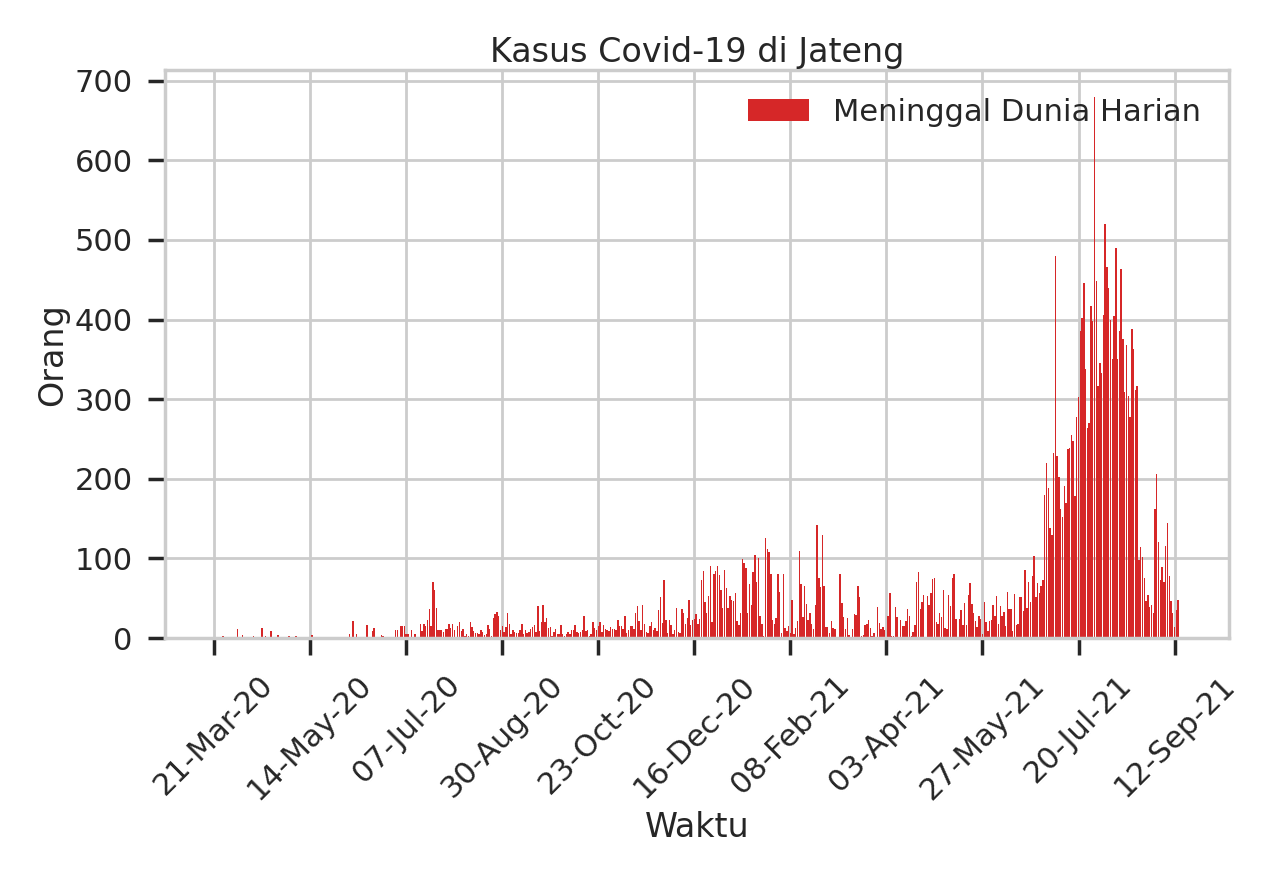 Kasus Covid-19 di Jateng
Meninggal Dunia Harian
Orang
700
600
500
400
300
200
100
0
21-Mar-20
14-May-20
07-Jul-20
30-Aug-20
23-Oct-20
16-Dec-20
08-Feb-21
03-Apr-21
27-May-21
20-Jul-21
12-Sep-21
Waktu